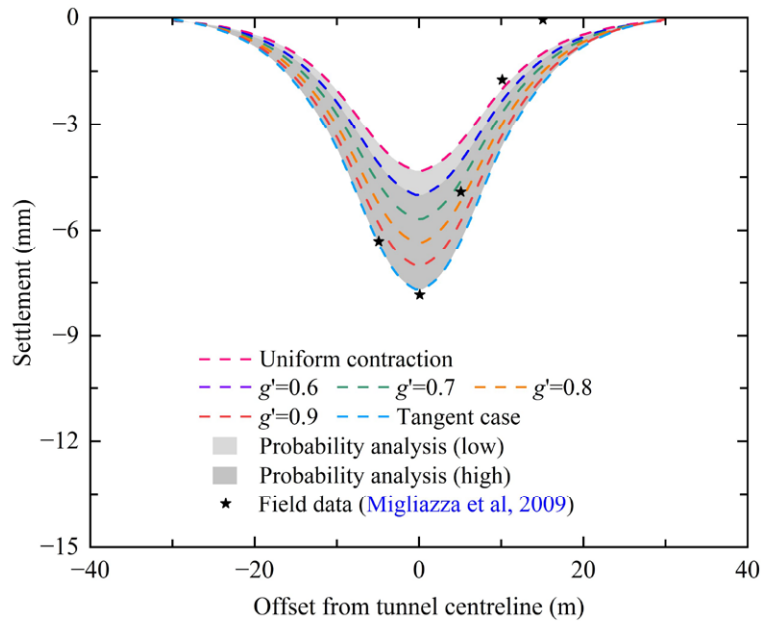 0
−3
−6
−9
−12
−15
Settlement (mm)
Uniform contraction
g'=0.6 g'=0.7 g'=0.8
g'=0.9 Tangent case
Probability analysis (low)
Probability analysis (high)
Field data (Migliazza et al, 2009)
−40 −20 0 20 40
Offset from tunnel centreline (m)